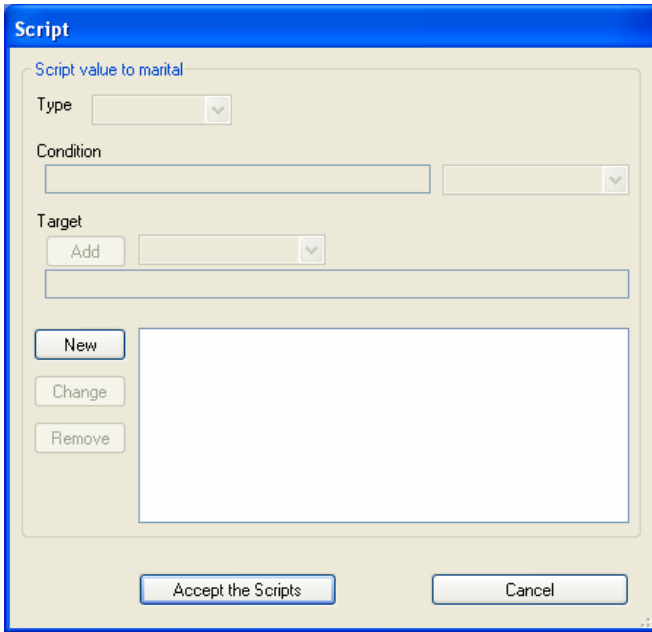 Script
Script value to marital
Type
Condition
Target
Add
New
Change
Remove
Accept the Scripts
Cancel